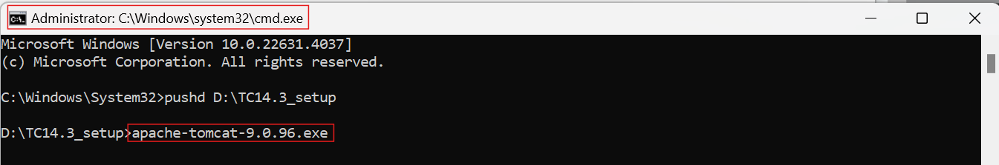 Administrator: C:\Windows\system32\cmd.exe
Microsoft Windows [Version 10.0.22631.4037]
(c) Microsoft Corporation. All rights reserved.
C:\Windows\System32>pushd D:\TC14.3_setup
D:\TC14.3_setup>apache-tomcat-9.0.96.exe